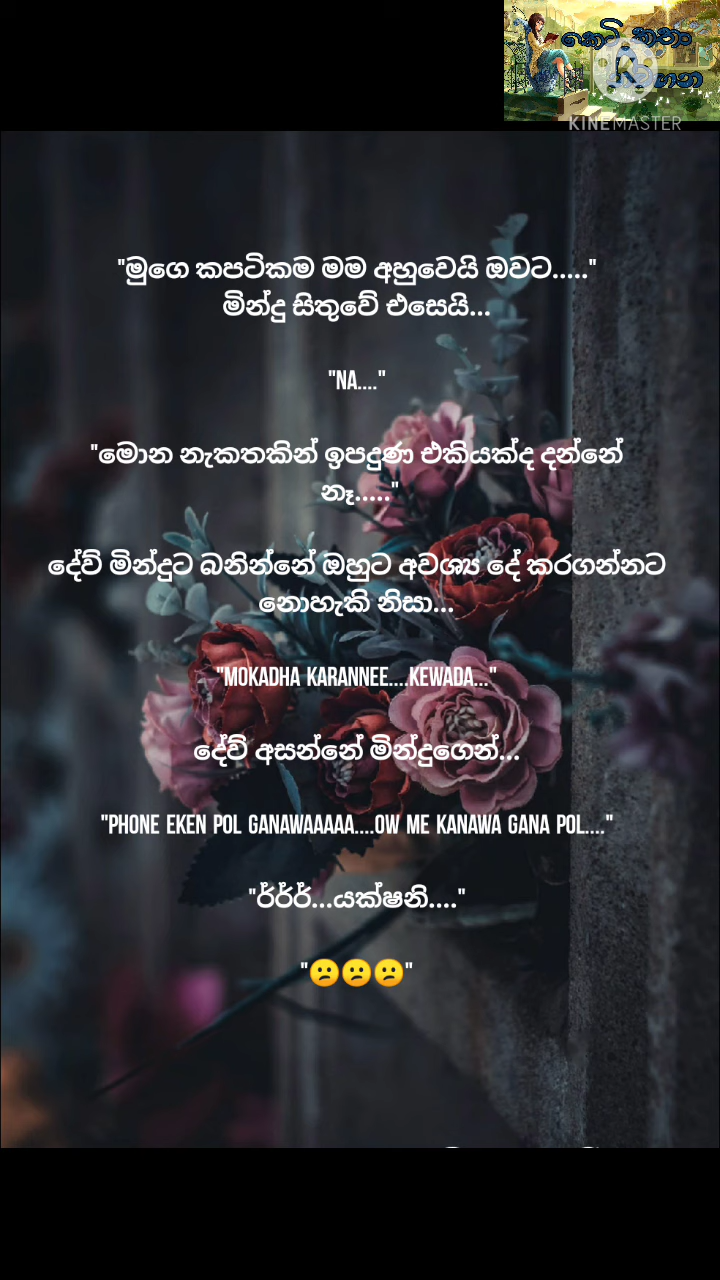 කෙටි කතා
KINEMASTER
"මුගෙ කපටිකම මම අහුවෙයි ඔවට....."
මින්දු සිතුවේ එසෙයි...
"NA...."
"මොන නැකතකින් ඉපදුණ එකියක්ද දන්නේ
නෑ....."
දේව් මින්දුට බනින්නේ ඔහුට අවශ්‍ය දේ කරගන්නට
නොහැකි නිසා...
"MOKADHA KARANNEE....KEWADA..."
දේව් අසන්නේ මින්දුගෙන්...
"PHONE EKEN POL GANAWAAAAA....OW ME KANAWA GANA POL...."
"ර්ර්ර්...යක්ෂනි...."
"😕😕😕"